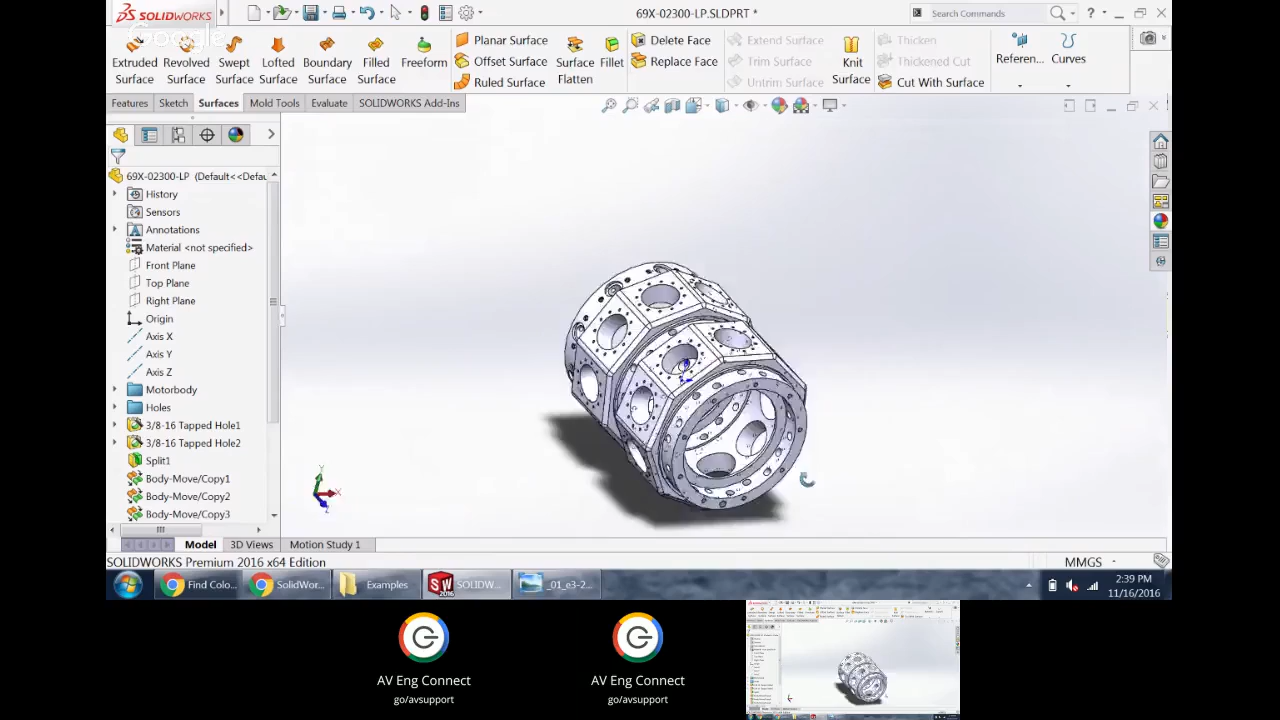 SOLIDWORKS
Google
69X-02300-LP.SLDPRT *
Search Commands
Extruded Surface
Revolved Surface
Swept Surface
Lofted Surface
Boundary Surface
Filled Surface
Freeform
Planar Surface
Offset Surface
Ruled Surface
Surface Flatten
Fillet
Delete Face
Replace Face
Extend Surface
Trim Surface
Untrim Surface
Knit Surface
Thicken
Thickened Cut
Cut With Surface
Referen...
Curves
Features
Sketch
Surfaces
Mold Tools
Evaluate
SOLIDWORKS Add-Ins
69X-02300-LP (Default<<Defau
History
Sensors
Annotations
Material <not specified>
Front Plane
Top Plane
Right Plane
Origin
Axis X
Axis Y
Axis Z
Motorbody
Holes
3/8-16 Tapped Hole1
3/8-16 Tapped Hole2
Split1
Body-Move/Copy1
Body-Move/Copy2
Body-Move/Copy3
Y
X
Z
Model
3D Views
Motion Study 1
SOLIDWORKS Premium 2016 x64 Edition
MMGS
Find Colo...
SolidWor...
Examples
SW 2016
SOLIDW...
_01_e3-2...
2:39 PM
11/16/2016
AV Eng Connect
go/avsupport
AV Eng Connect
go/avsupport